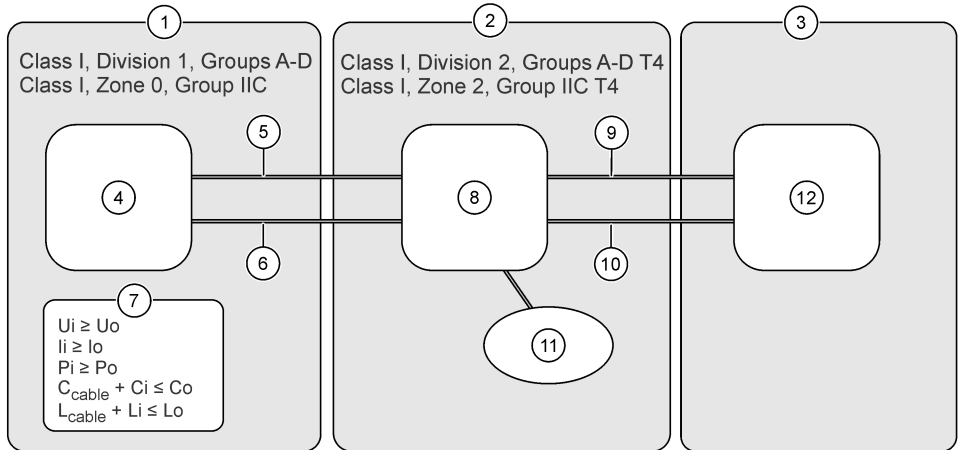 1
2
3
Class I, Division 1, Groups A-D
Class I, Zone 0, Group IIC
Class I, Division 2, Groups A-D T4
Class I, Zone 2, Group IIC T4
5
9
4
8
12
6
10
7
Ui ≥ Uo
Ii ≥ Io
Pi ≥ Po
Ccable + Ci ≤ Co
Lcable + Li ≤ Lo
11